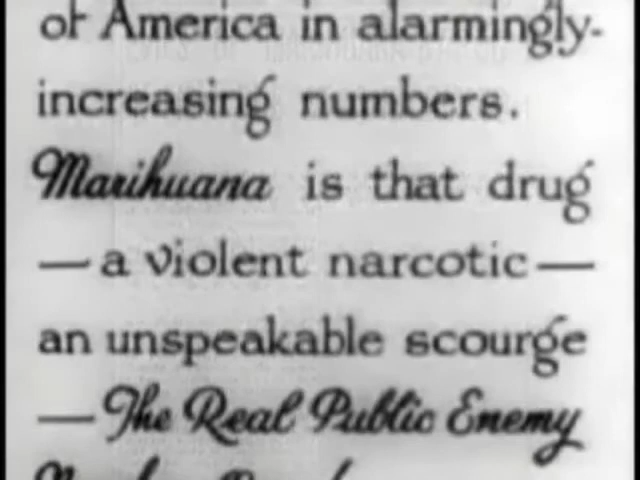 of America in alarmingly-
increasing numbers.
Marihuana is that drug
— a violent narcotic —
an unspeakable scourge
— The Real Public Enemy